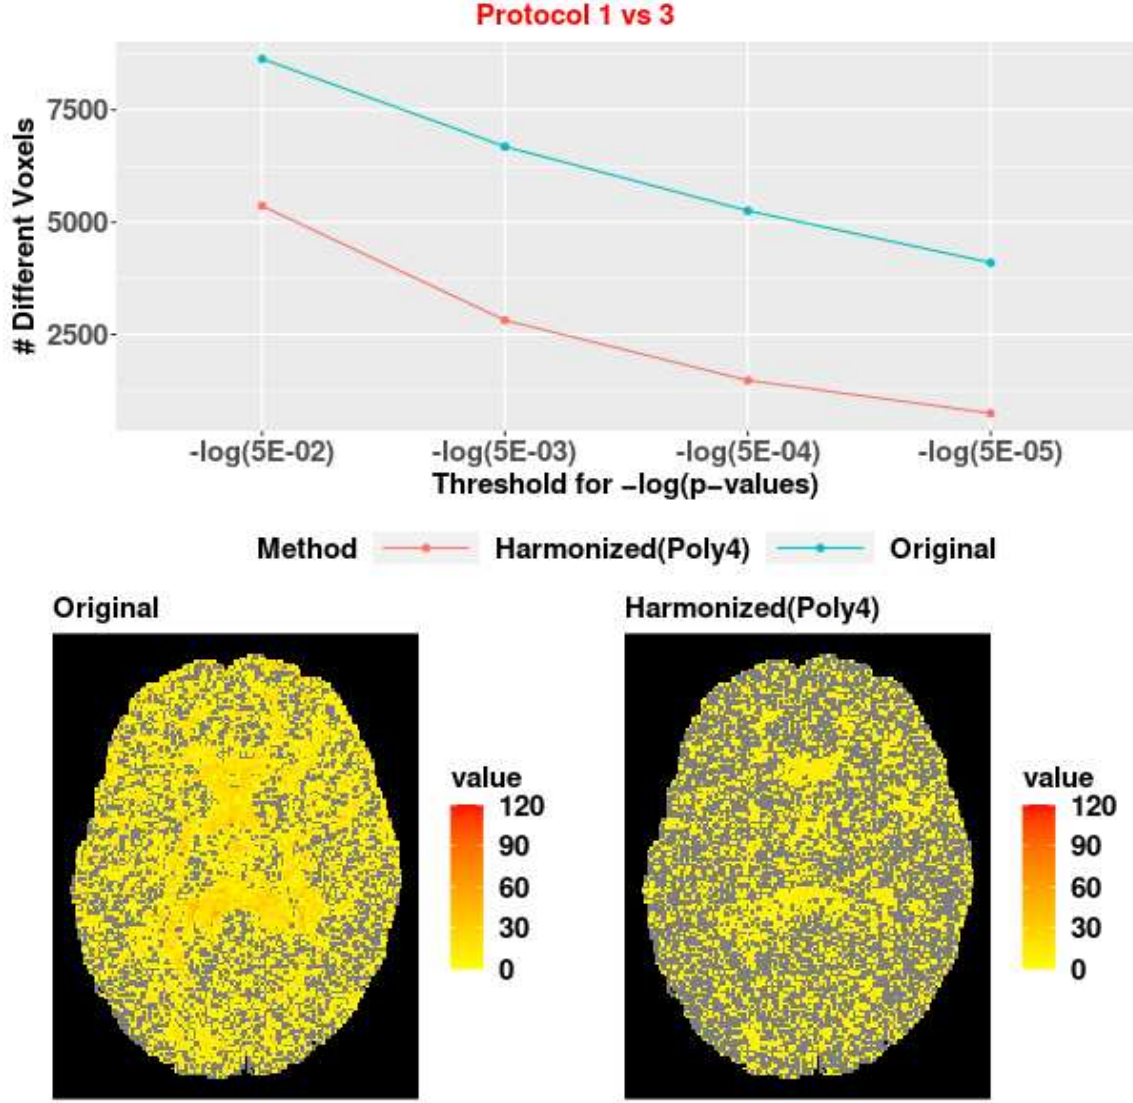 Protocol 1 vs 3
# Different Voxels
7500
5000
2500
-log(5E-02) -log(5E-03) -log(5E-04) -log(5E-05)
Threshold for −log(p−values)
Method Harmonized(Poly4) Original
Original Harmonized(Poly4)
value
120
90
60
30
0
value
120
90
60
30
0